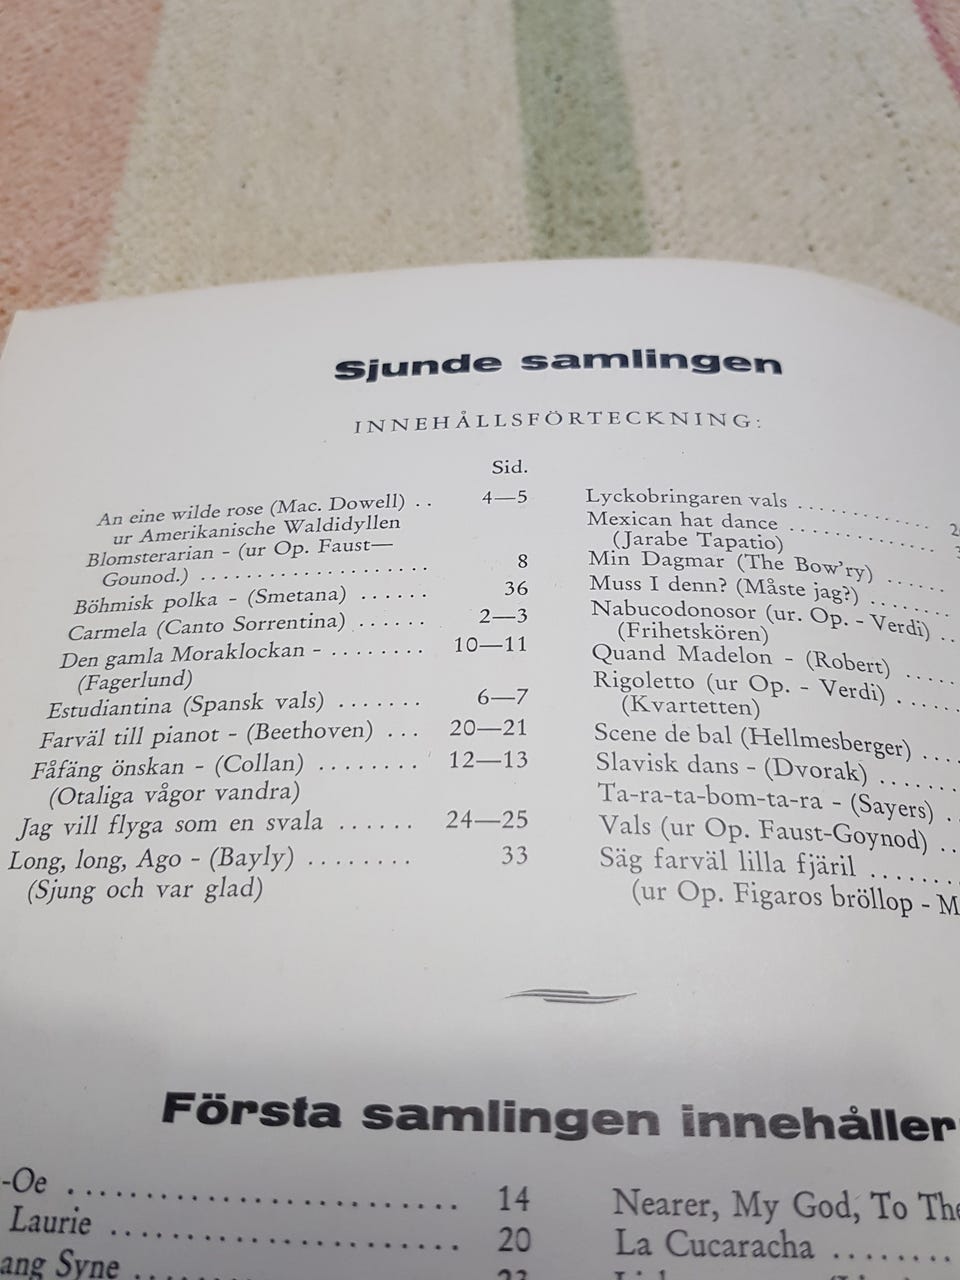 Sjunde samlingen
INNEHÅLLSFÖRTECKNING:
Sid.
An eine wilde rose (Mac. Dowell) . . 4—5
ur Amerikanische Waldidyllen
Blomsterarian - (ur Op. Faust—
Gounod.) . . . . . . . . . . . . . . . . . . . . 8
Böhmisk polka - (Smetana) . . . . . . 36
Carmela (Canto Sorrentina) . . . . . . 2—3
Den gamla Moraklockan - . . . . . . . . 10—11
(Fagerlund)
Estudiantina (Spansk vals) . . . . . . . 6—7
Farväl till pianot - (Beethoven) . . . 20—21
Fåfäng önskan - (Collan) . . . . . . . . 12—13
(Otaliga vågor vandra)
Jag vill flyga som en svala . . . . . . 24—25
Long, long, Ago - (Bayly) . . . . . . . . 33
(Sjung och var glad)
Lyckobringaren vals . . . . . . . . . . .
Mexican hat dance . . . . . . . . . . . .
(Jarabe Tapatio)
Min Dagmar (The Bow'ry) . . . . . .
Muss I denn? (Måste jag?) . . . . . . .
Nabucodonosor (ur. Op. - Verdi) . .
(Frihetskören)
Quand Madelon - (Robert) . . . . .
Rigoletto (ur Op. - Verdi) . . . . . .
(Kvartetten)
Scene de bal (Hellmesberger) . . . .
Slavisk dans - (Dvorak) . . . . . . .
Ta-ra-ta-bom-ta-ra - (Sayers) . .
Vals (ur Op. Faust-Goynod) . . .
Säg farväl lilla fjäril . . . . . . . .
(ur Op. Figaros bröllop - M
Första samlingen innehåller
-Oe . . . . . . . . . . . . . . . . . . . . . . . . . 14
Laurie . . . . . . . . . . . . . . . . . . . . . . 20
ang Syne . . . . . . . . . . . . . . . . . . . .
Nearer, My God, To The
La Cucaracha . . . . . . . . .